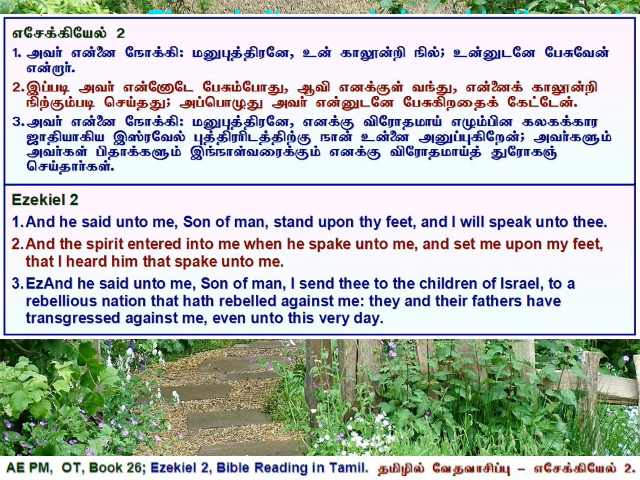 எசேக்கியேல் 2
1. அவர் என்னை நோக்கி: மனுபுத்திரனே, உன் காலூன்றி நில்; உன்னுடனே பேசுவேன்
என்றார்.
2.இப்படி அவர் என்னோடே பேசும்போது, ஆவி எனக்குள் வந்து, என்னைக் காலூன்றி
நிற்கும்படி செய்தது; அப்பொழுது அவர் என்னுடனே பேசுகிறதைக் கேட்டேன்.
3.அவர் என்னை நோக்கி: மனுபுத்திரனே, எனக்கு விரோதமாய் எழும்பின கலகக்கார
ஜாதியாகிய இஸ்ரவேல் புத்திரரிடத்திற்கு நான் உன்னை அனுப்புகிறேன்; அவர்களும்
அவர்கள் பிதாக்களும் இந்நாள்வரைக்கும் எனக்கு விரோதமாய்த் துரோகஞ்
செய்தார்கள்.
Ezekiel 2
1.And he said unto me, Son of man, stand upon thy feet, and I will speak unto thee.
2.And the spirit entered into me when he spake unto me, and set me upon my feet,
that I heard him that spake unto me.
3.EzAnd he said unto me, Son of man, I send thee to the children of Israel, to a
rebellious nation that hath rebelled against me: they and their fathers have
transgressed against me, even unto this very day.
AE PM, OT, Book 26; Ezekiel 2, Bible Reading in Tamil. தமிழில் வேதவாசிப்பு – எசேக்கியேல் 2.